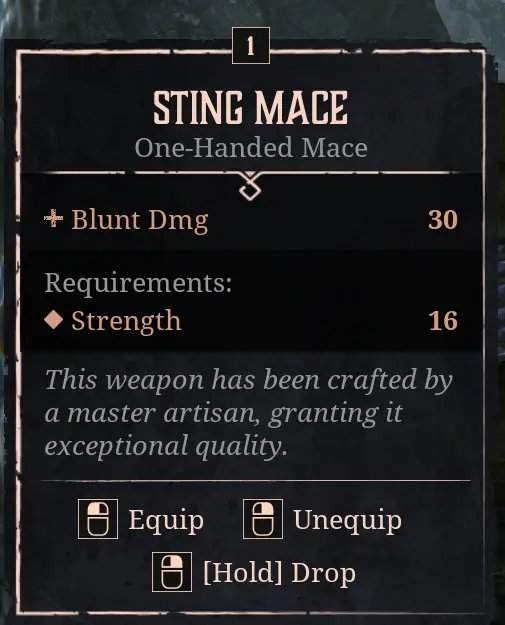 1
STING MACE
One-Handed Mace
Blunt Dmg 30
Requirements:
Strength 16
This weapon has been crafted by
a master artisan, granting it
exceptional quality.
Equip Unequip
[Hold] Drop